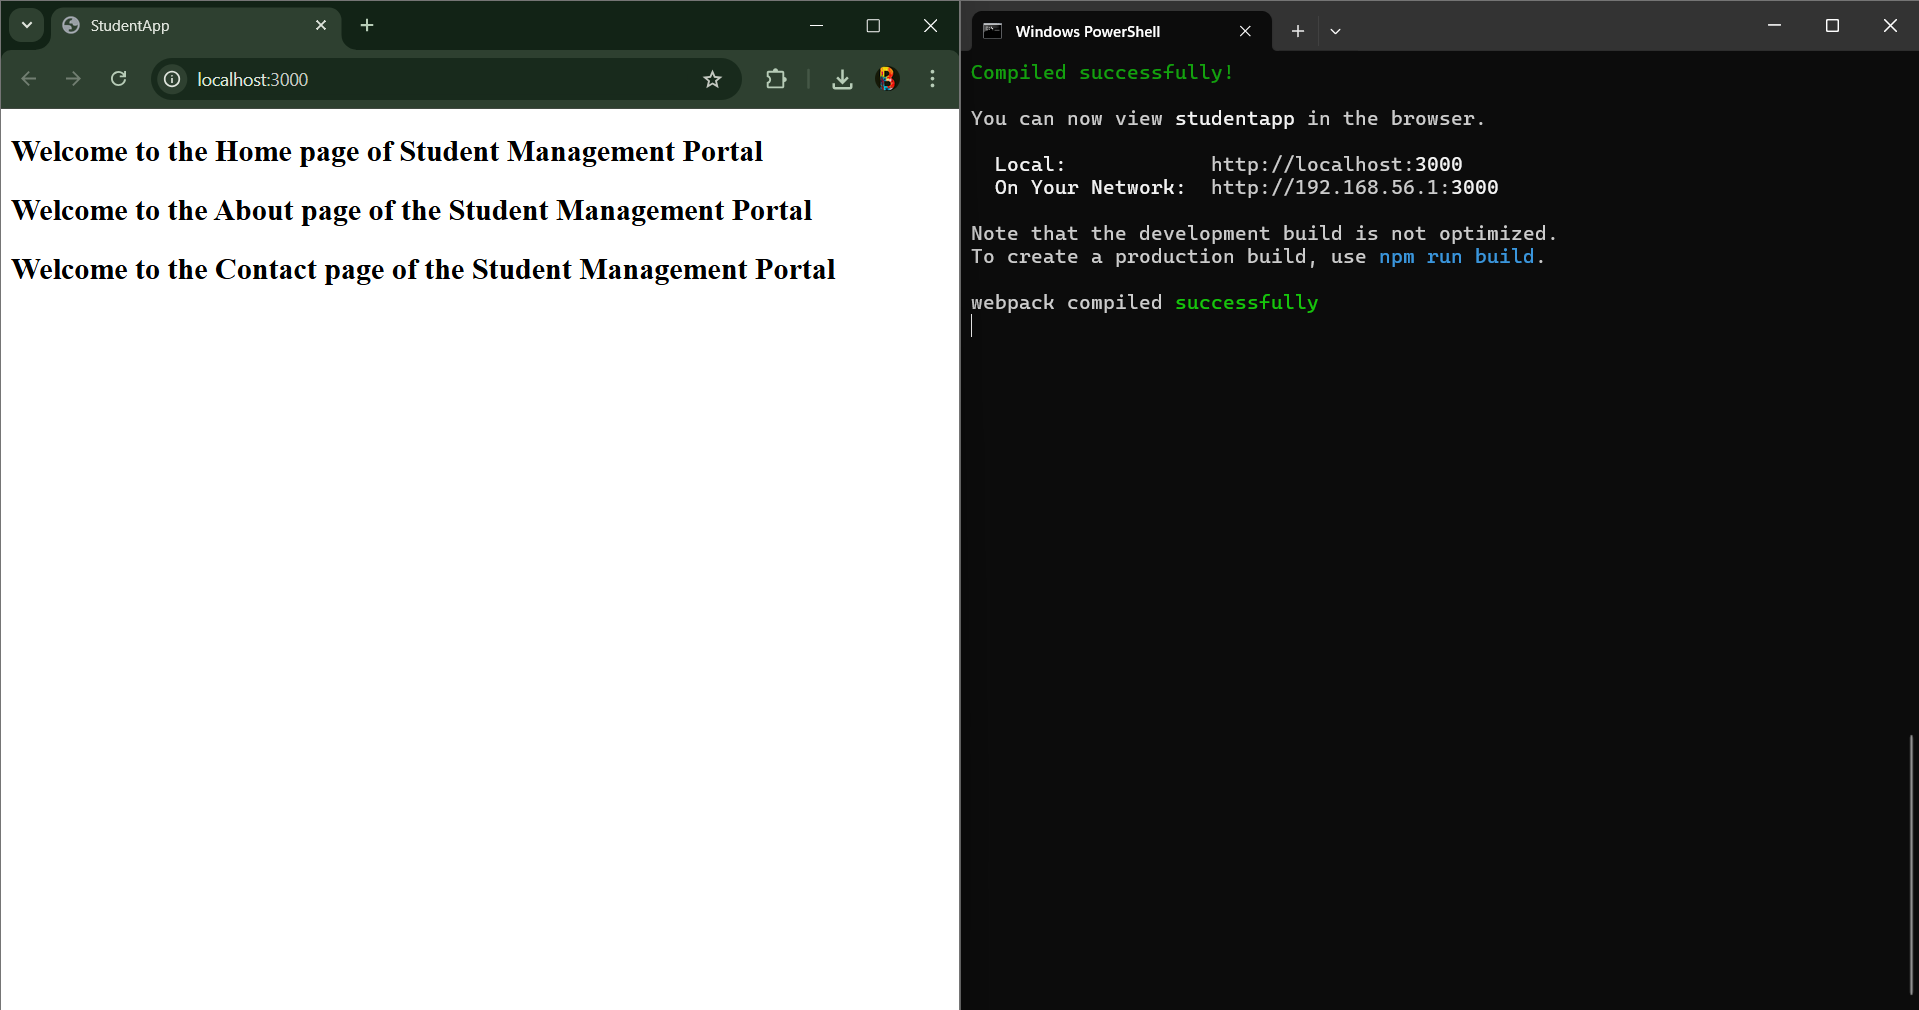 StudentApp
localhost:3000
Welcome to the Home page of Student Management Portal
Welcome to the About page of the Student Management Portal
Welcome to the Contact page of the Student Management Portal
Windows PowerShell
Compiled successfully!
You can now view studentapp in the browser.
Local: http://localhost:3000
On Your Network: http://192.168.56.1:3000
Note that the development build is not optimized.
To create a production build, use npm run build.
webpack compiled successfully